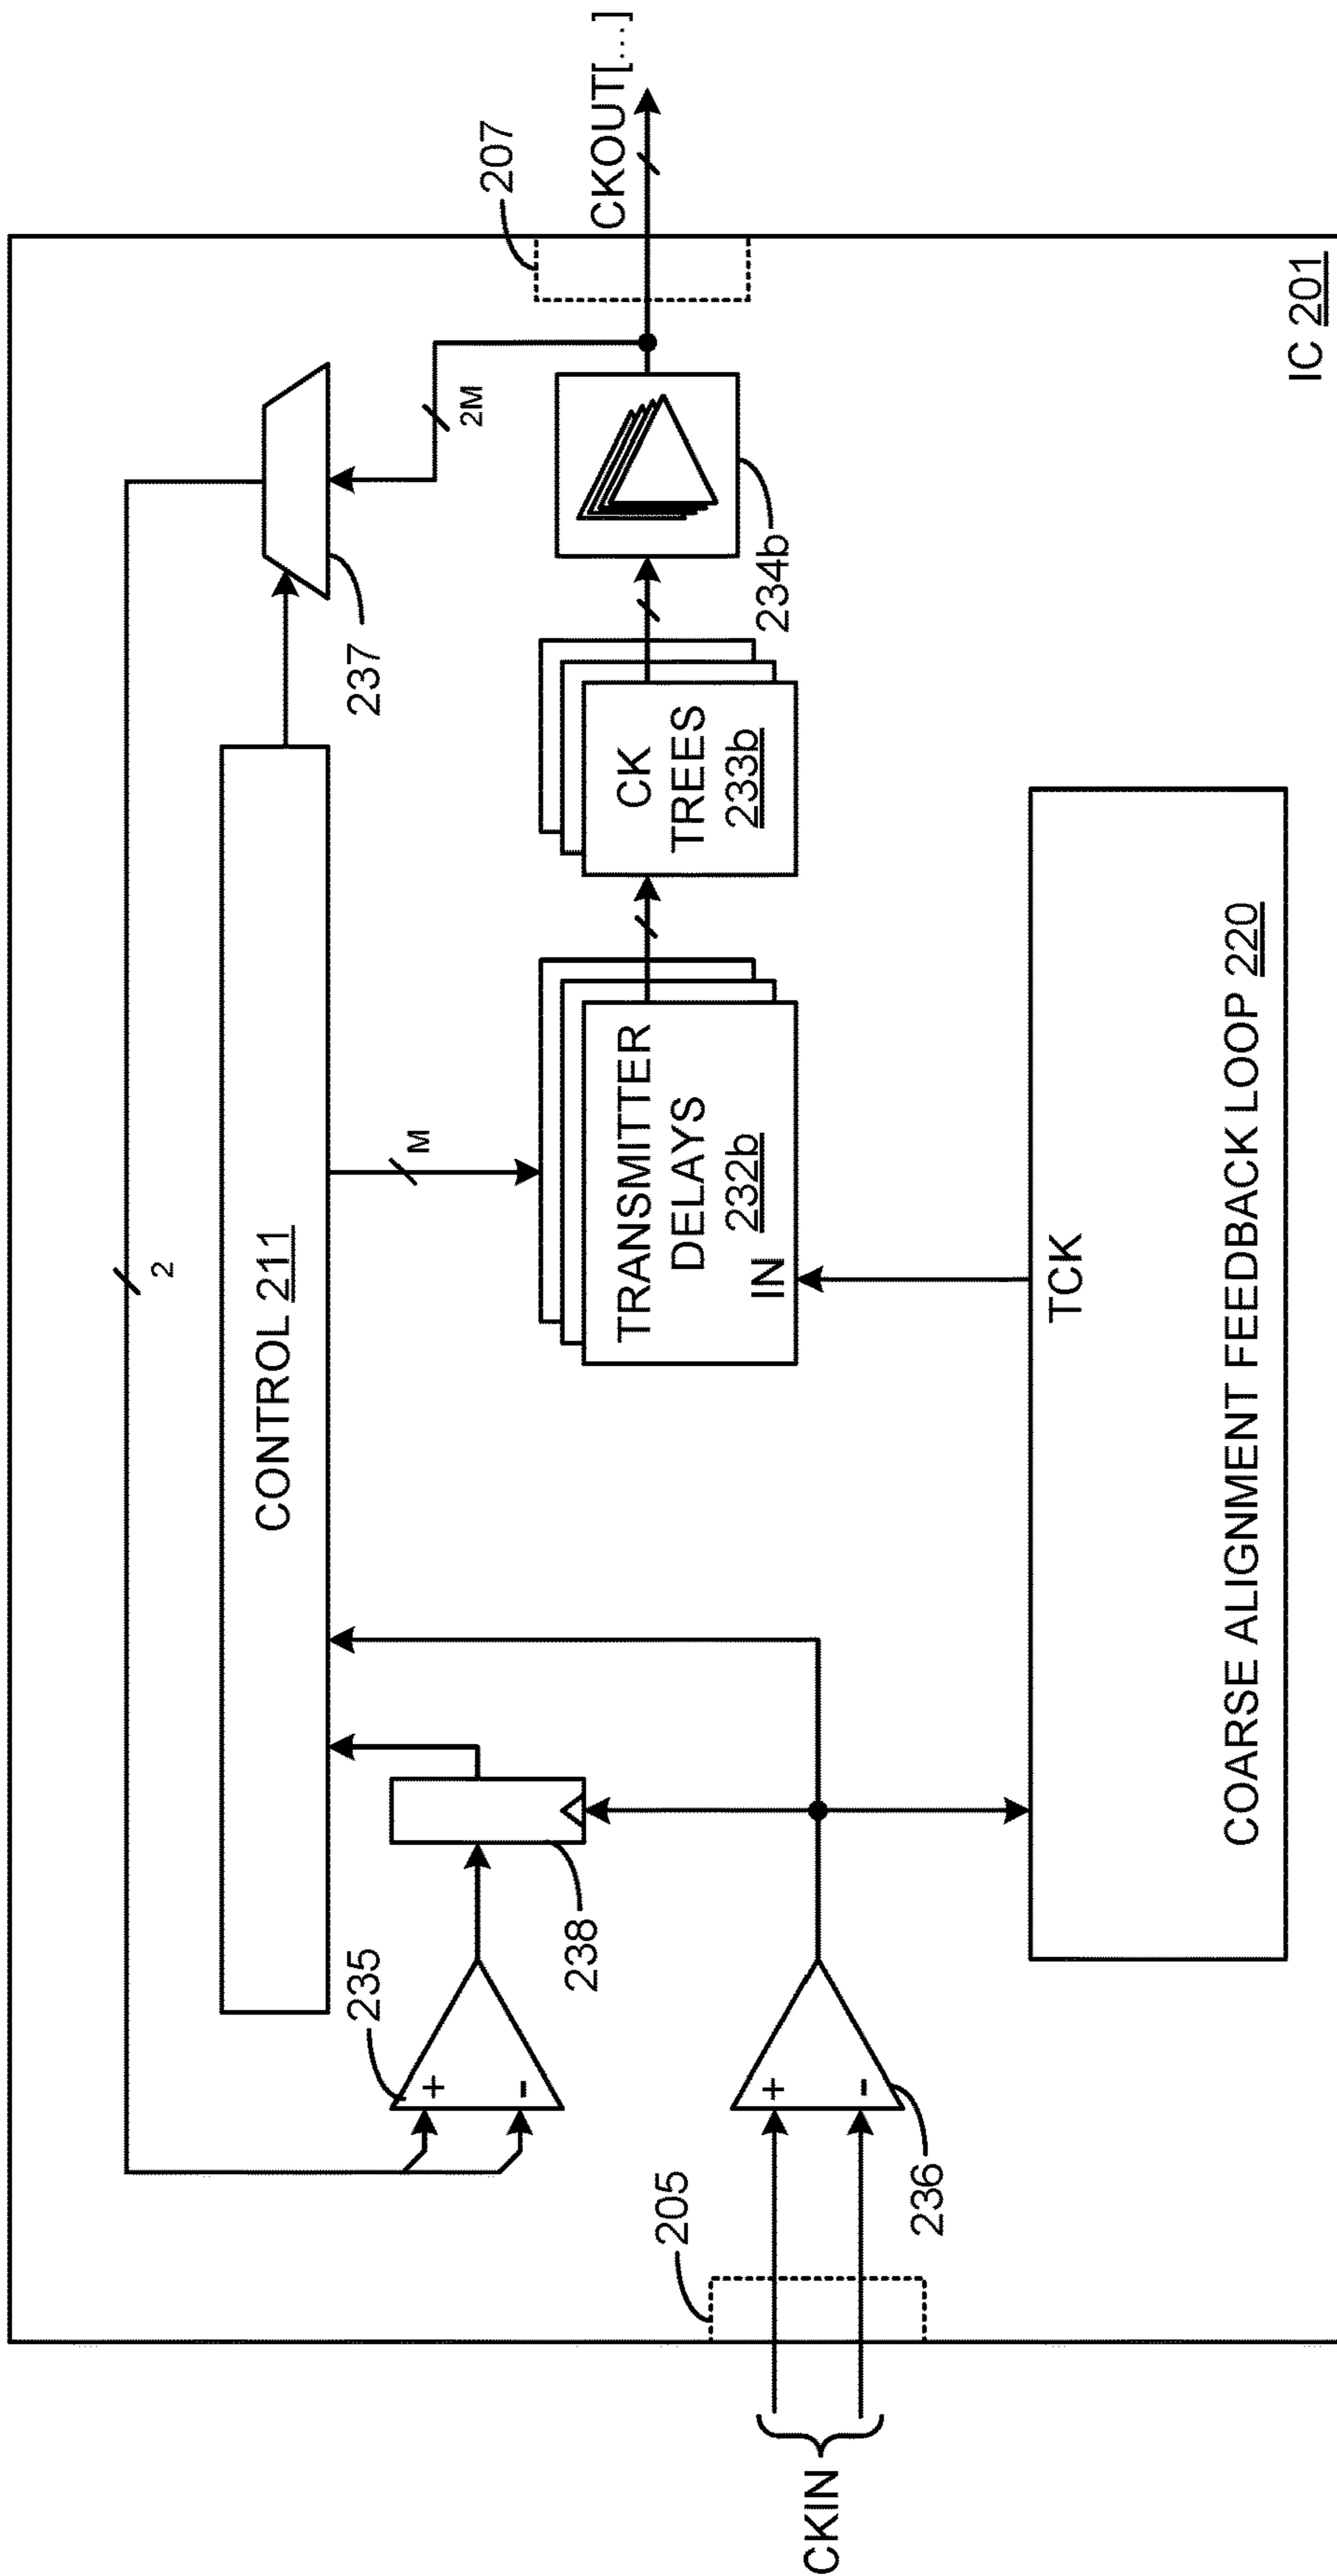 2
CONTROL 211
237
2M
207
CKOUT[...]
235
238
M
TRANSMITTER
DELAYS
232b
IN
CK
TREES
233b
234b
205
CKIN
+
-
+
-
236
TCK
COARSE ALIGNMENT FEEDBACK LOOP 220
IC 201